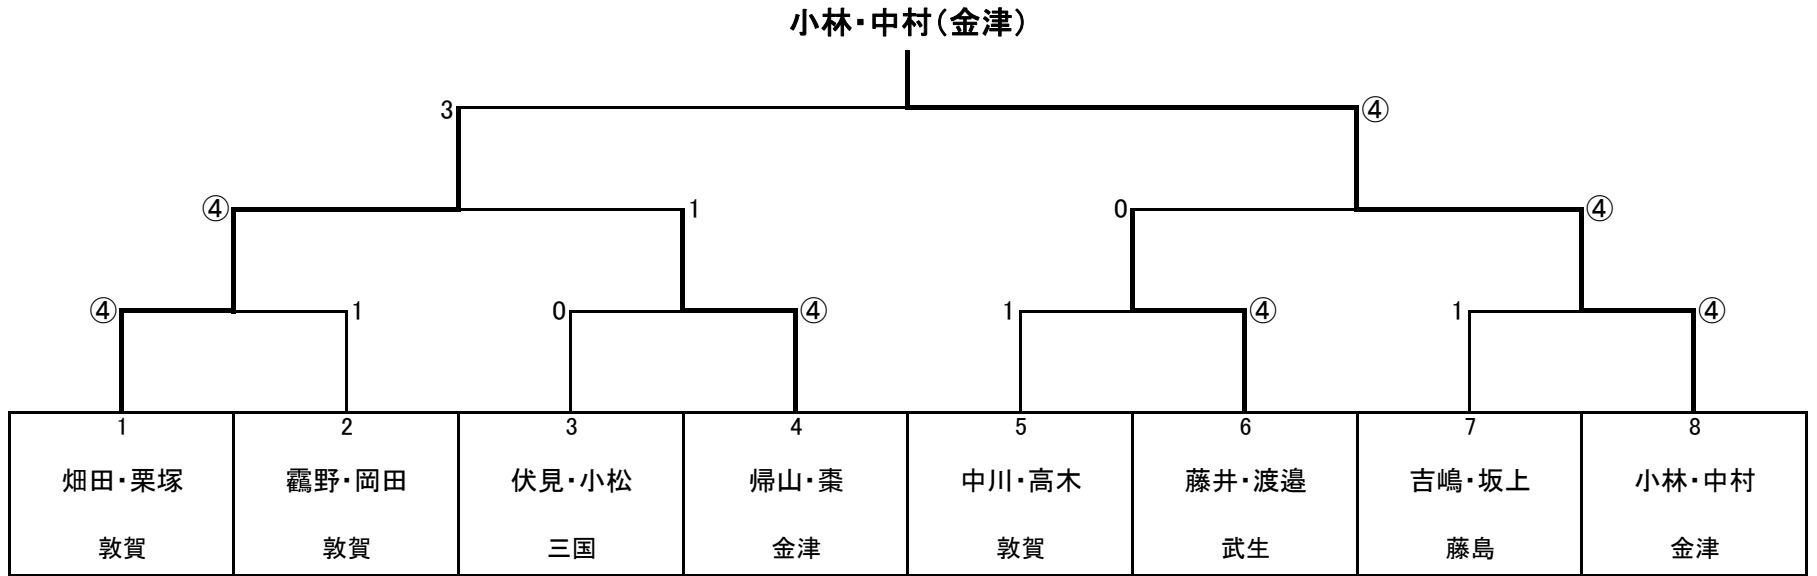 小林・中村(金津)
3 ④
④ 1 0 ④
④ 1 0 ④ 1 ④ 1 ④
1 2 3 4 5 6 7 8
畑田・栗塚 靏野・岡田 伏見・小松 帰山・棗 中川・高木 藤井・渡邉 吉嶋・坂上 小林・中村
敦賀 敦賀 三国 金津 敦賀 武生 藤島 金津